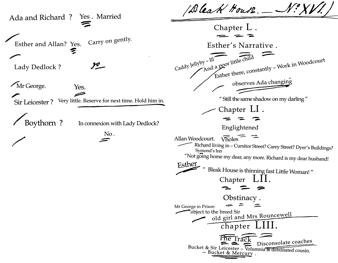 Ada and Richard ? Yes. Married
Esther and Allan? Yes. Carry on gently.
Lady Dedlock ? no
Mr George. Yes.
Sir Leicester ? Very little. Reserve for next time. Hold him in.
Boythorn ? In connexion with Lady Dedlock?
No.
(Bleak House — No XVI.)
Chapter L .
Esther's Narrative .
Caddy Jellyby – Ill
And a poor little child
Esther there, constantly – Work in Woodcourt
observes Ada changing
" Still the same shadow on my darling "
Chapter LI .
Englightened
Allan Woodcourt. Vholes
Richard living in – Cursitor Street? Carey Street? Dyer's Buildings?
Symond's Inn
"Not going home my dear, any more. Richard is my dear husband!
Esther
" Bleak House is thinning fast Little Woman! "
Chapter LII.
Obstinacy .
Mr George in Prison
object to the breed Sir
old girl and Mrs Rouncewell
chapter LIII.
The Track
Disconsolate coaches
Bucket & Sir Leicester – Volumnia & dilapidated cousin.
– Bucket & Mercury –